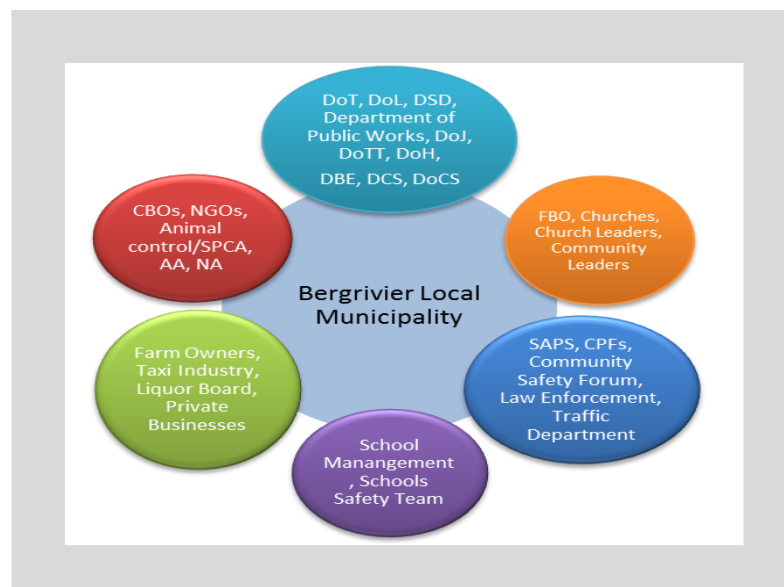 DoT, DoL, DSD,
Department of
Public Works, DoJ,
DoTT, DoH,
DBE, DCS, DoCS
CBOs, NGOs,
Animal
control/SPCA,
AA, NA
FBO, Churches,
Church Leaders,
Community
Leaders
Bergrivier Local
Municipality
Farm Owners,
Taxi Industry,
Liquor Board,
Private
Businesses
SAPS, CPFs,
Community
Safety Forum,
Law Enforcement,
Traffic
Department
School
Manangement
, Schools
Safety Team